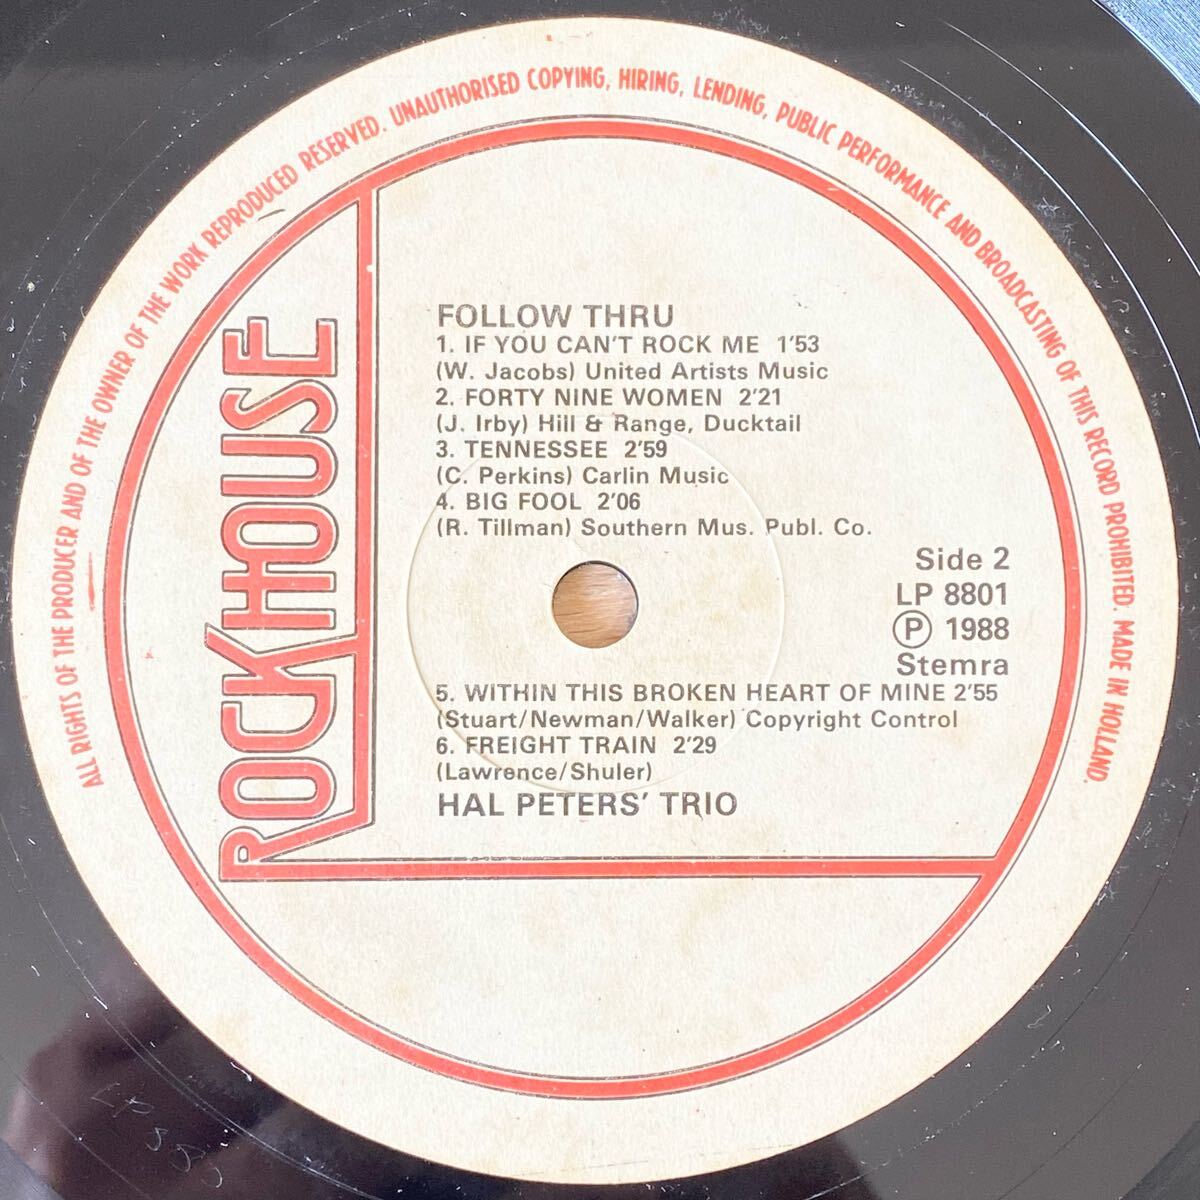 ALL RIGHTS OF THE PRODUCER AND OF THE OWNER OF THE WORK REPRODUCED RESERVED. UNAUTHORISED COPYING, HIRING, LENDING, PUBLIC PERFORMANCE AND BROADCASTING OF THIS RECORD PROHIBITED. MADE IN HOLLAND.
ROCKHOUSE
FOLLOW THRU
1. IF YOU CAN'T ROCK ME 1'53
(W. Jacobs) United Artists Music
2. FORTY NINE WOMEN 2'21
(J. Irby) Hill & Range, Ducktail
3. TENNESSEE 2'59
(C. Perkins) Carlin Music
4. BIG FOOL 2'06
(R. Tillman) Southern Mus. Publ. Co.
Side 2
LP 8801
Ⓟ 1988
Stemra
5. WITHIN THIS BROKEN HEART OF MINE 2'55
(Stuart/Newman/Walker) Copyright Control
6. FREIGHT TRAIN 2'29
(Lawrence/Shuler)
HAL PETERS' TRIO